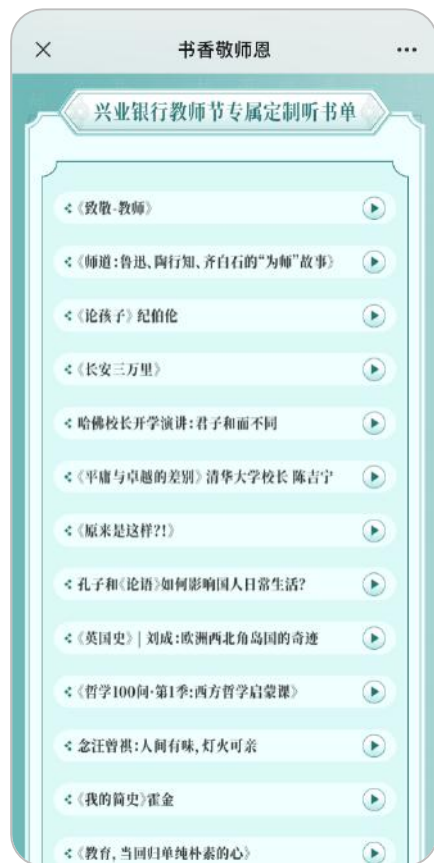 书香敬师恩
兴业银行教师节专属定制听书单
《致敬-教师》
《师道:鲁迅、陶行知、齐白石的“为师”故事》
《论孩子》纪伯伦
《长安三万里》
哈佛校长开学演讲:君子和而不同
《平庸与卓越的差别》清华大学校长 陈吉宁
《原来是这样?!》
孔子和《论语》如何影响国人日常生活?
《英国史》|刘成:欧洲西北角岛国的奇迹
《哲学100问·第1季:西方哲学启蒙课》
念汪曾祺:人间有味,灯火可亲
《我的简史》霍金
《教育,当回归单纯朴素的心》